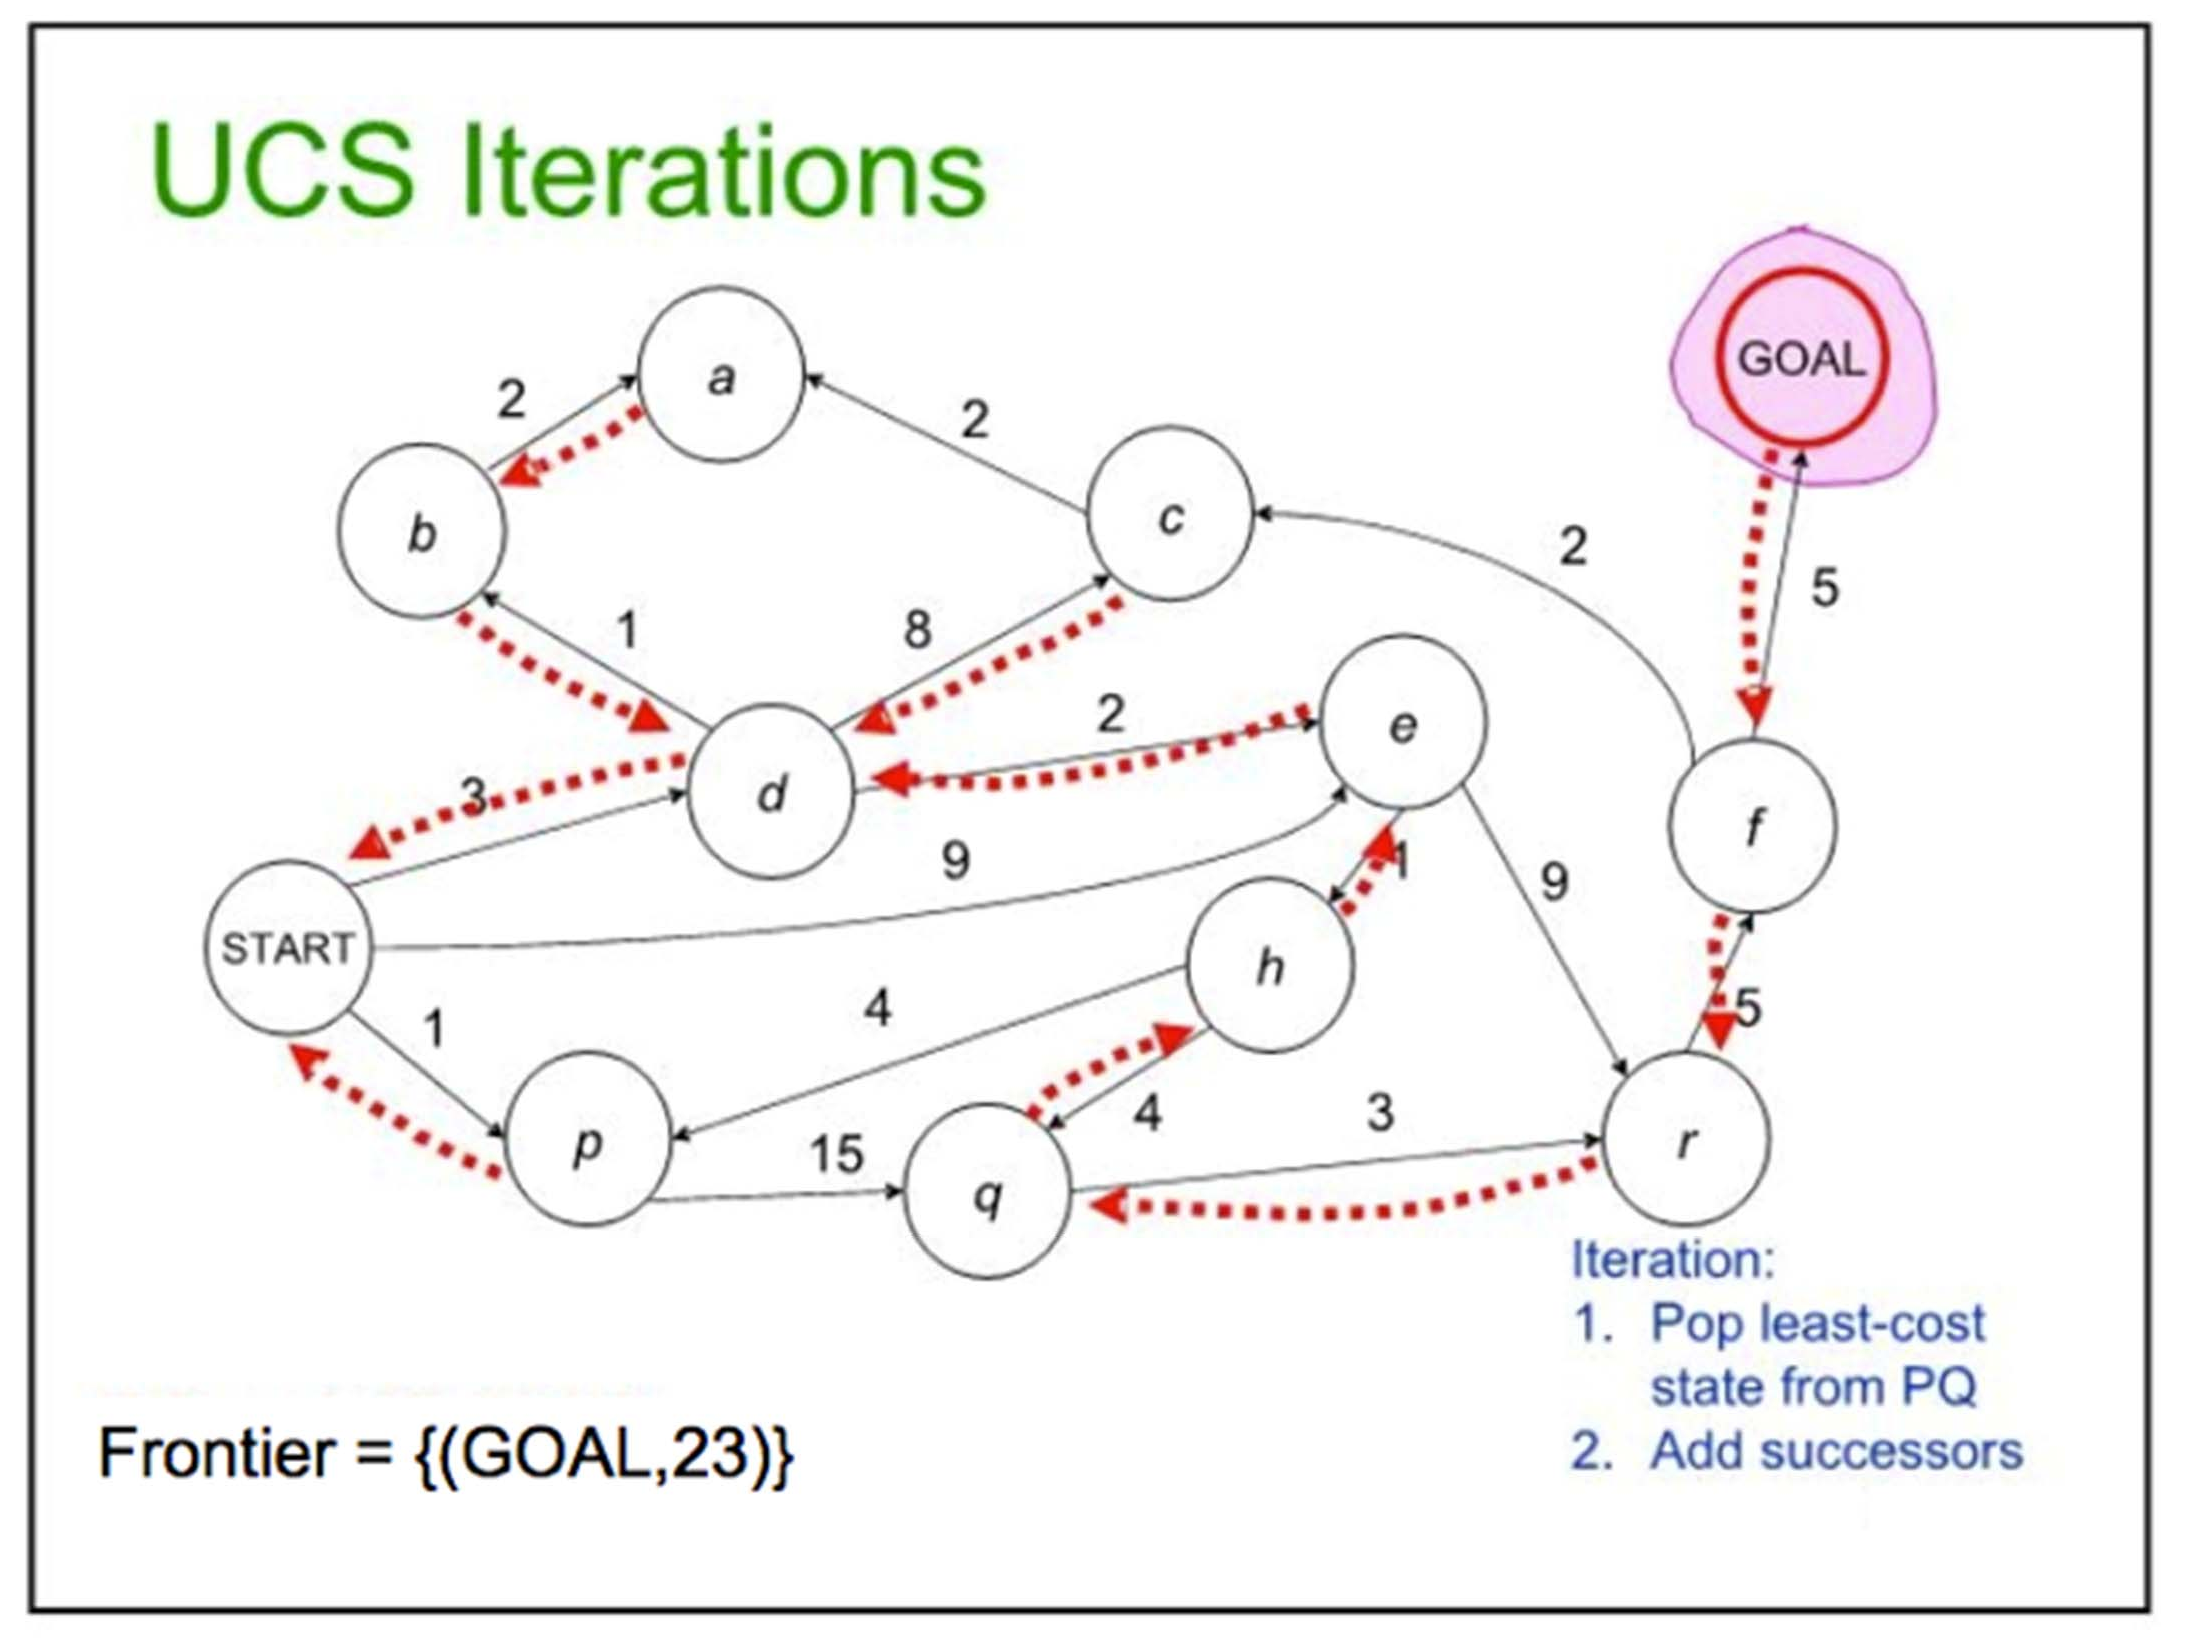 UCS Iterations
GOAL
a
2
2
b
c
2
5
1
8
2
e
3
d
f
9
1
9
START
h
4
5
1
p
15
4
3
q
r
Iteration:
1. Pop least-cost
state from PQ
2. Add successors
Frontier = {(GOAL,23)}